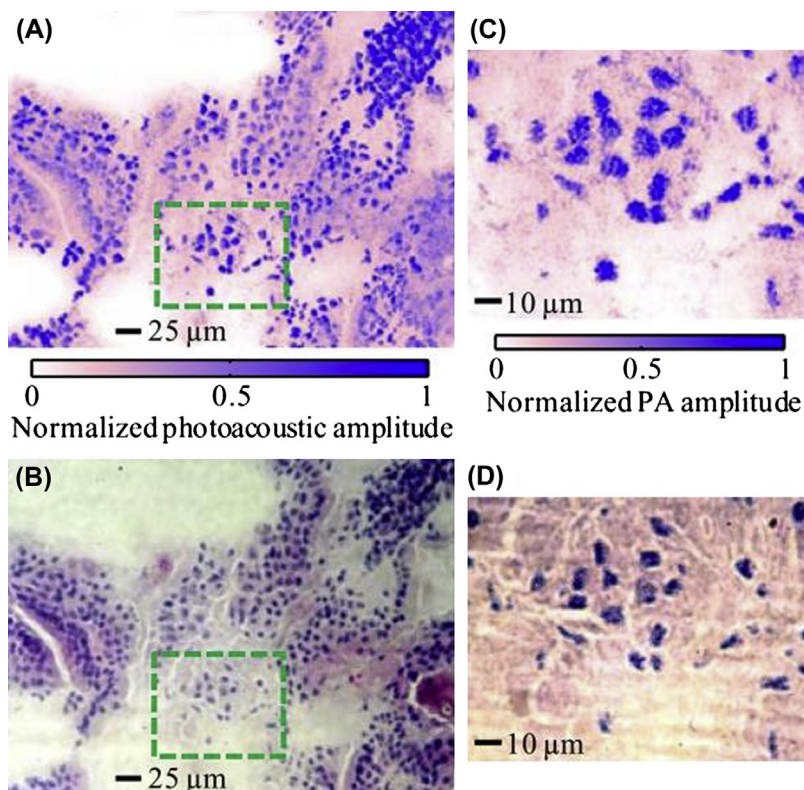 (A)
25 µm
0 0.5 1
Normalized photoacoustic amplitude
(B)
25 µm
(C)
10 µm
0 0.5 1
Normalized PA amplitude
(D)
10 µm